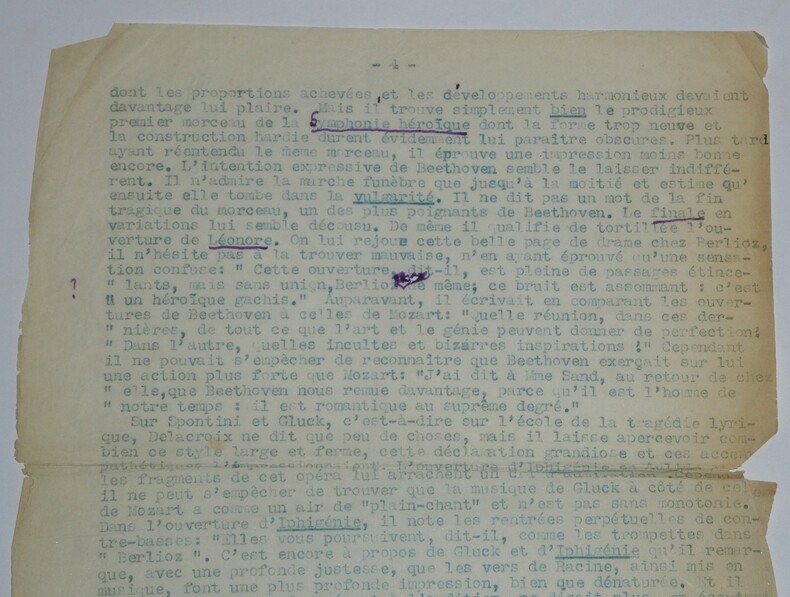 - 4 -
dont les proportions achevées, et les développements harmonieux devaient
davantage lui plaire. Mais il trouve simplement bien le prodigieux
premier morceau de la Symphonie héroïque dont la forme trop neuve et
la construction hardie durent évidemment lui paraître obscures. Plus tard
ayant réentendu le même morceau, il éprouve une impression moins bonne
encore. L'intention expressive de Beethoven semble le laisser indiffé-
rent. Il n'admire la marche funèbre que jusqu'à la moitié et estime qu'
ensuite elle tombe dans la vulgarité. Il ne dit pas un mot de la fin
tragique du morceau, un des plus poignants de Beethoven. Le finale en
variations lui semble décousu. De même il qualifie de tortillée l'ou-
verture de Léonore. On lui rejoue cette belle page de drame chez Berlioz,
il n'hésite pas à la trouver mauvaise, n'en ayant éprouvé qu'une sensa-
tion confuse: " Cette ouverture, dit-il, est pleine de passages étince-
? " lants, mais sans union, Berlioz de même; ce bruit est assommant : c'est
" un héroïque gachis." Auparavant, il écrivait en comparant les ouver-
tures de Beethoven à celles de Mozart: "Quelle réunion, dans ces der-
" nières, de tout ce que l'art et le génie peuvent donner de perfection!
" Dans l'autre, quelles incultes et bizarres inspirations !" Cependant
il ne pouvait s'empêcher de reconnaître que Beethoven exerçait sur lui
une action plus forte que Mozart: "J'ai dit à Mme Sand, au retour de chez
" elle,que Beethoven nous remue davantage, parce qu'il est l'homme de
" notre temps : il est romantique au suprême degré."
Sur Spontini et Gluck, c'est-à-dire sur l'école de la tragédie lyri-
que, Delacroix ne dit que peu de choses, mais il laisse apercevoir com-
bien ce style large et ferme, cette déclamation grandiose et ces accen
pathétiques l'impressionnaient. L'ouverture d'Iphigénie en
les fragments de cet opéra lui arrachent un cri
il ne peut s'empêcher de trouver que la musique de Gluck à côté de
de Mozart a comme un air de "plain-chant" et n'est pas sans monotonie.
Dans l'ouverture d'Iphigénie, il note les rentrées perpétuelles de con-
tre-basses: "Elles vous poursuivent, dit-il, comme les trompettes dans
" Berlioz ". C'est encore à propos de Gluck et d'Iphigénie qu'il remar-
que, avec une profonde justesse, que les vers de Racine, ainsi mis en
musique, font une plus profonde impression, bien que dénaturée. Et il